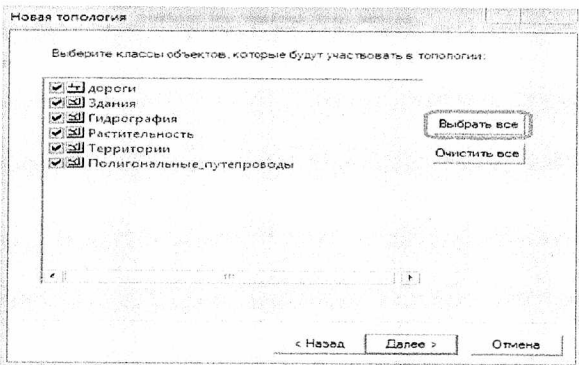 Новая топология
Выберите классы объектов, которые будут участвовать в топологии:
дороги
Здания
Гидрография
Растительность
Территории
Полигональные_путепроводы
Выбрать все
Очистить все
< Назад
Далее >
Отмена